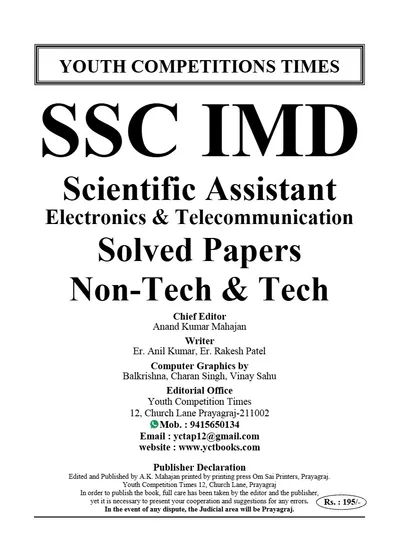 YOUTH COMPETITIONS TIMES
SSC IMD
Scientific Assistant
Electronics & Telecommunication
Solved Papers
Non-Tech & Tech
Chief Editor
Anand Kumar Mahajan
Writer
Er. Anil Kumar, Er. Rakesh Patel
Computer Graphics by
Balkrishna, Charan Singh, Vinay Sahu
Editorial Office
Youth Competition Times
12, Church Lane Prayagraj-211002
Mob. : 9415650134
Email : yctap12@gmail.com
website : www.yctbooks.com
Publisher Declaration
Edited and Published by A.K. Mahajan printed by printing press Om Sai Printers, Prayagraj.
Youth Competition Times 12, Church Lane, Prayagraj
In order to publish the book, full care has been taken by the editor and the publisher,
yet it is necessary to present your cooperation and suggestions for any errors.
In the event of any dispute, the Judicial area will be Prayagraj.
Rs. : 195/-